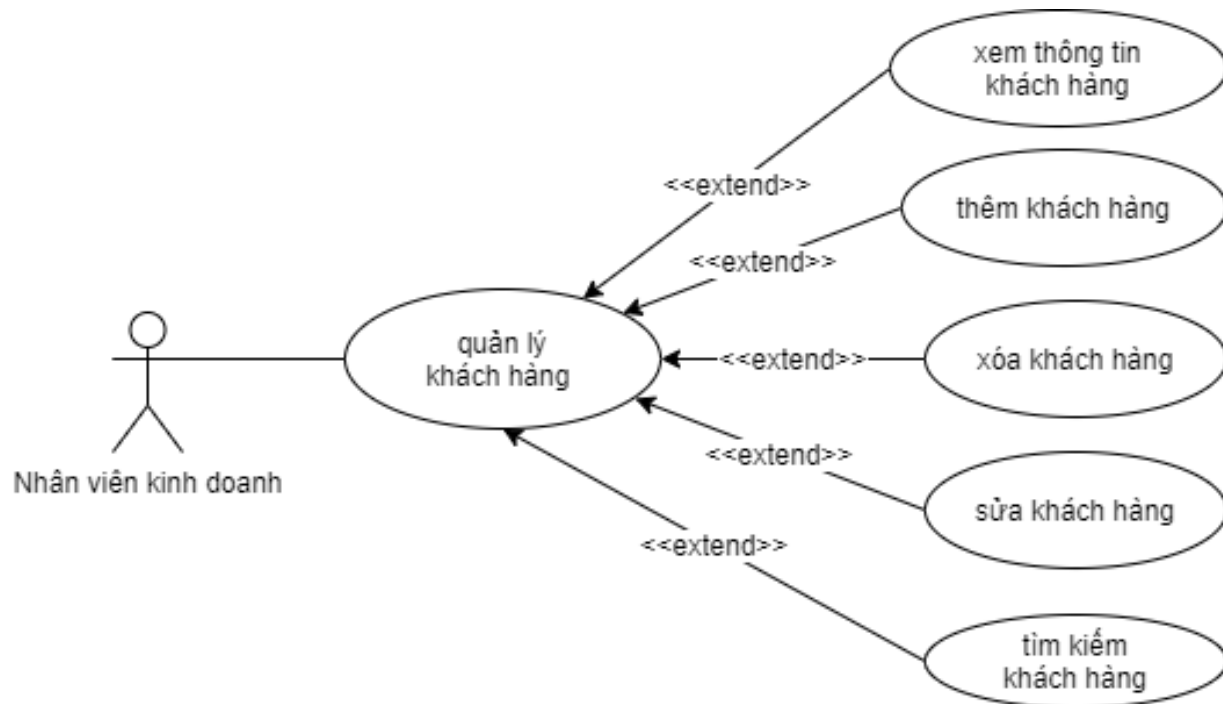 xem thông tin
khách hàng
<<extend>>
thêm khách hàng
<<extend>>
quản lý
khách hàng
<<extend>>
xóa khách hàng
Nhân viên kinh doanh
<<extend>>
sửa khách hàng
<<extend>>
tìm kiếm
khách hàng